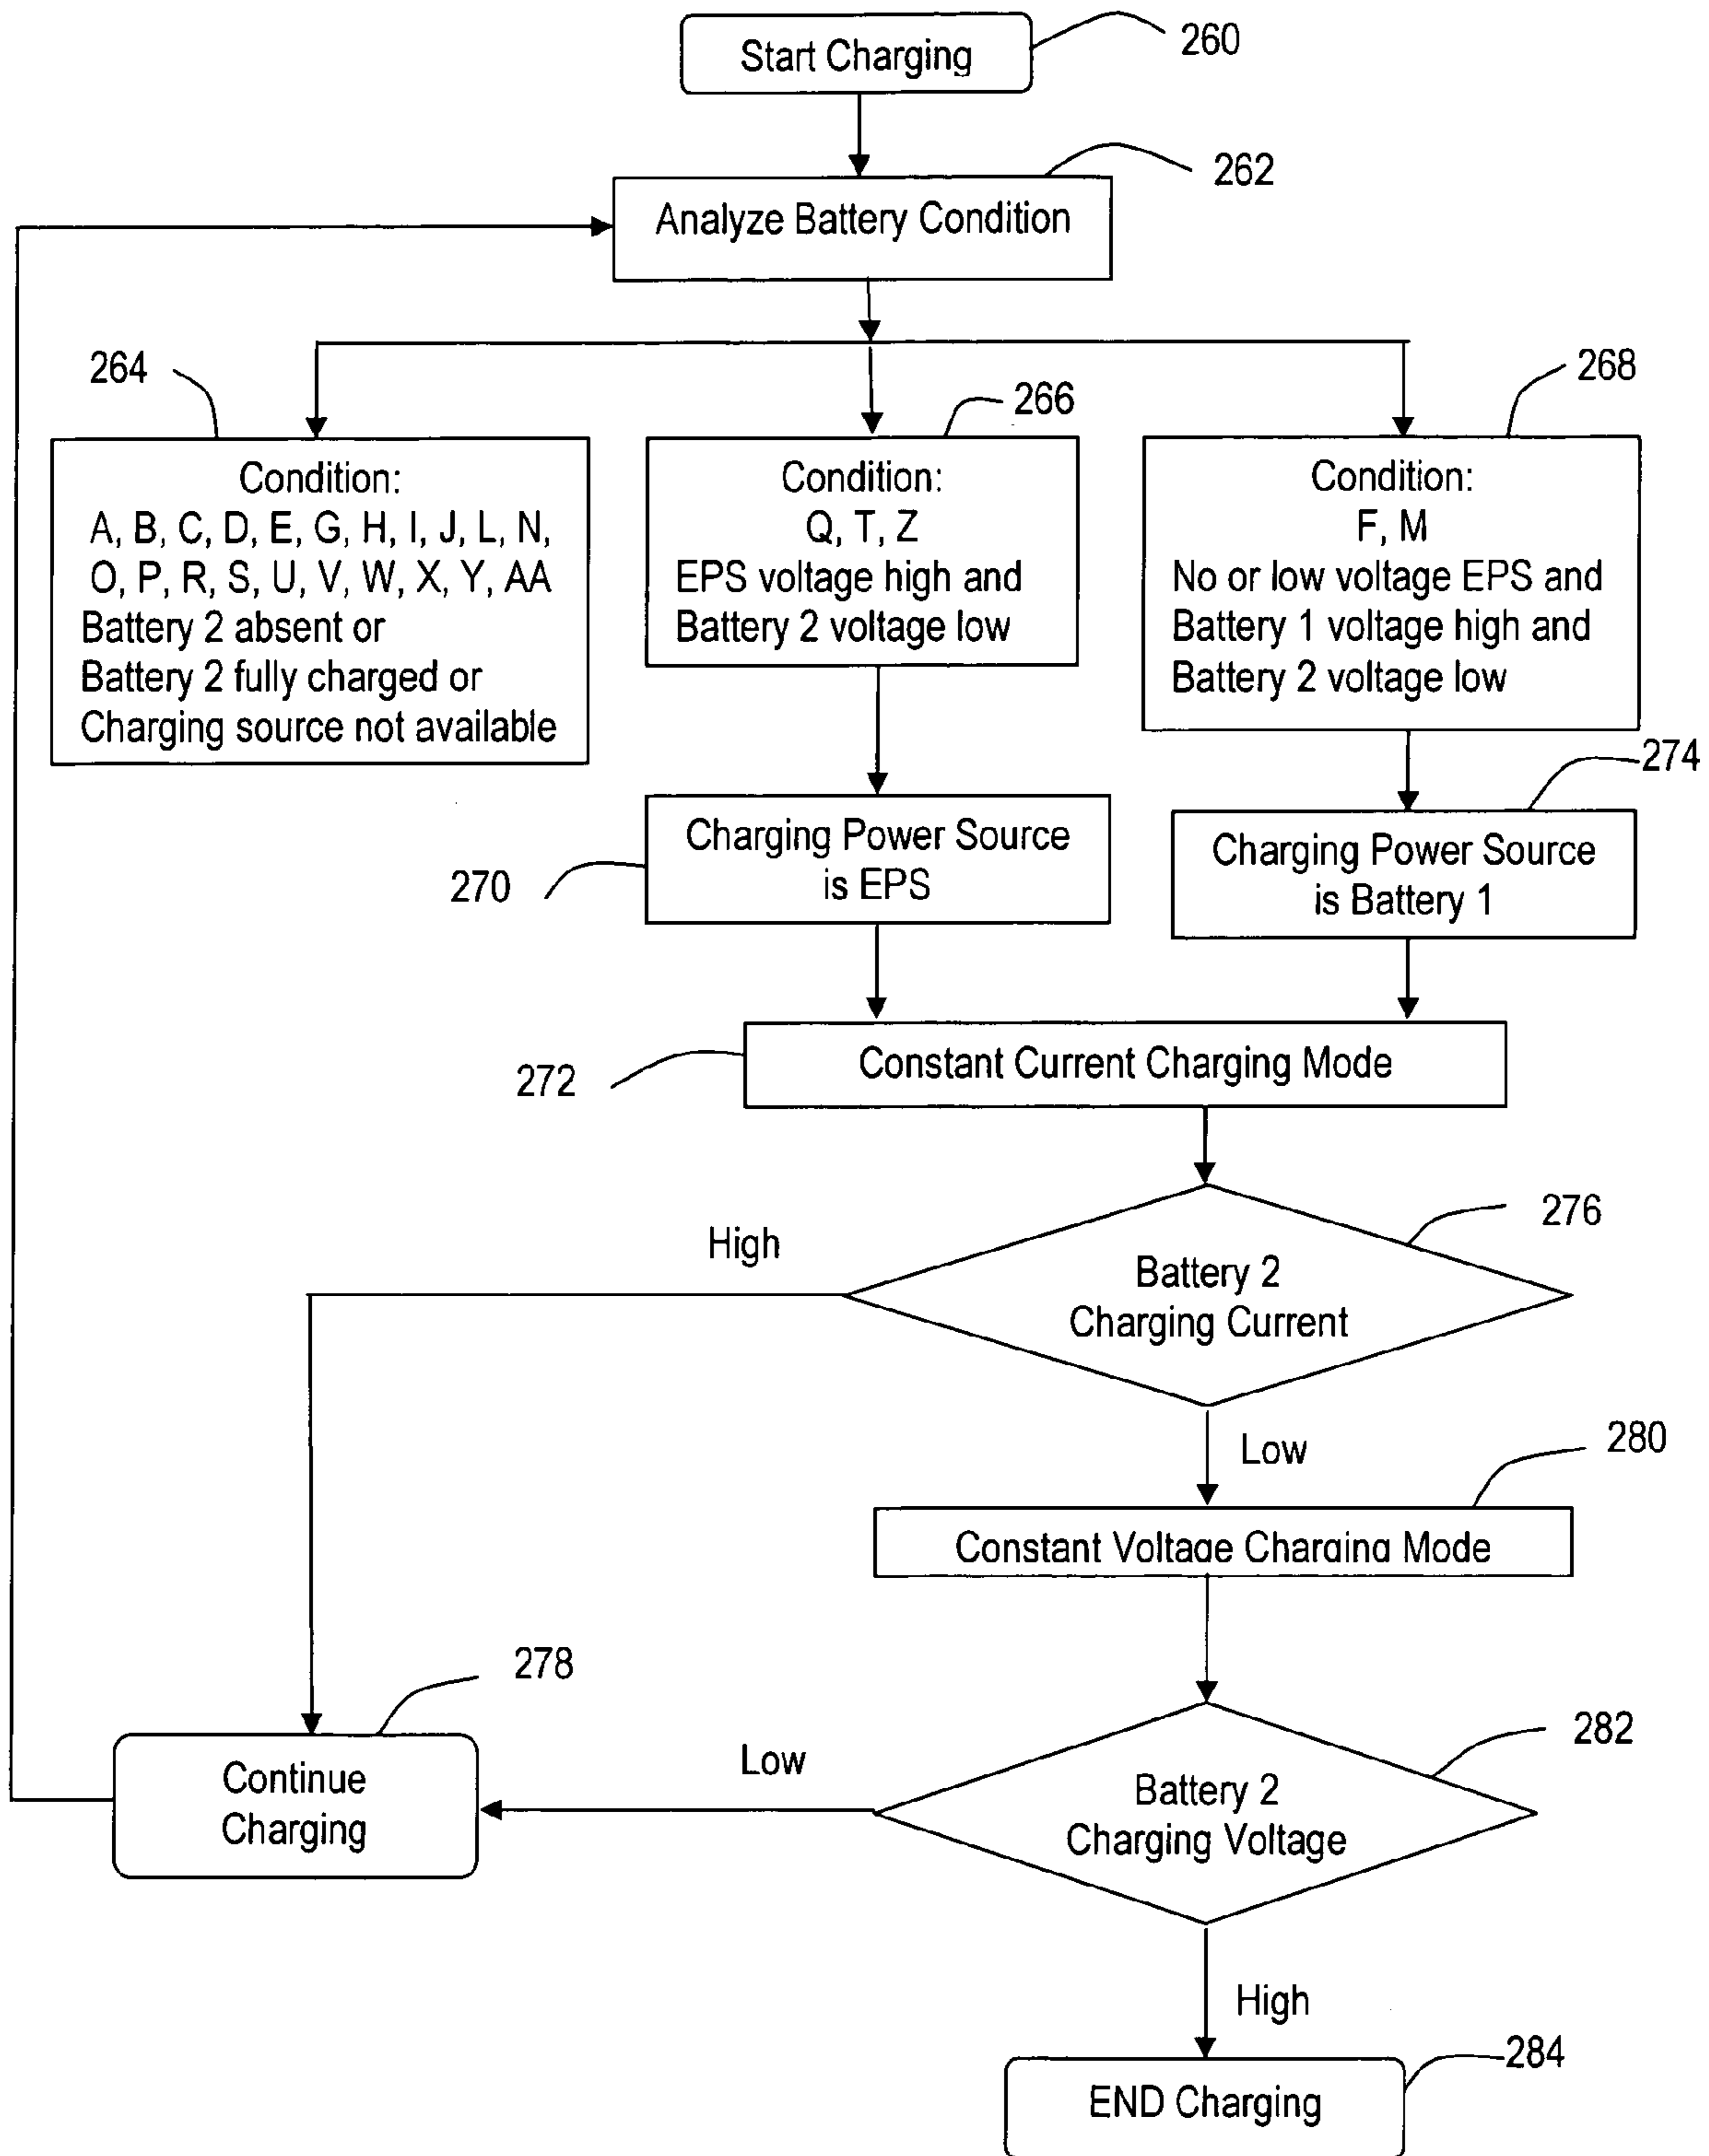 Start Charging
260
262
Analyze Battery Condition
264
266
268
Condition:
A, B, C, D, E, G, H, I, J, L, N,
O, P, R, S, U, V, W, X, Y, AA
Battery 2 absent or
Battery 2 fully charged or
Charging source not available
Condition:
Q, T, Z
EPS voltage high and
Battery 2 voltage low
Condition:
F, M
No or low voltage EPS and
Battery 1 voltage high and
Battery 2 voltage low
270
Charging Power Source
is EPS
274
Charging Power Source
is Battery 1
272
Constant Current Charging Mode
276
High
Battery 2
Charging Current
Low
280
Constant Voltage Charging Mode
278
Continue
Charging
Low
282
Battery 2
Charging Voltage
High
284
END Charging